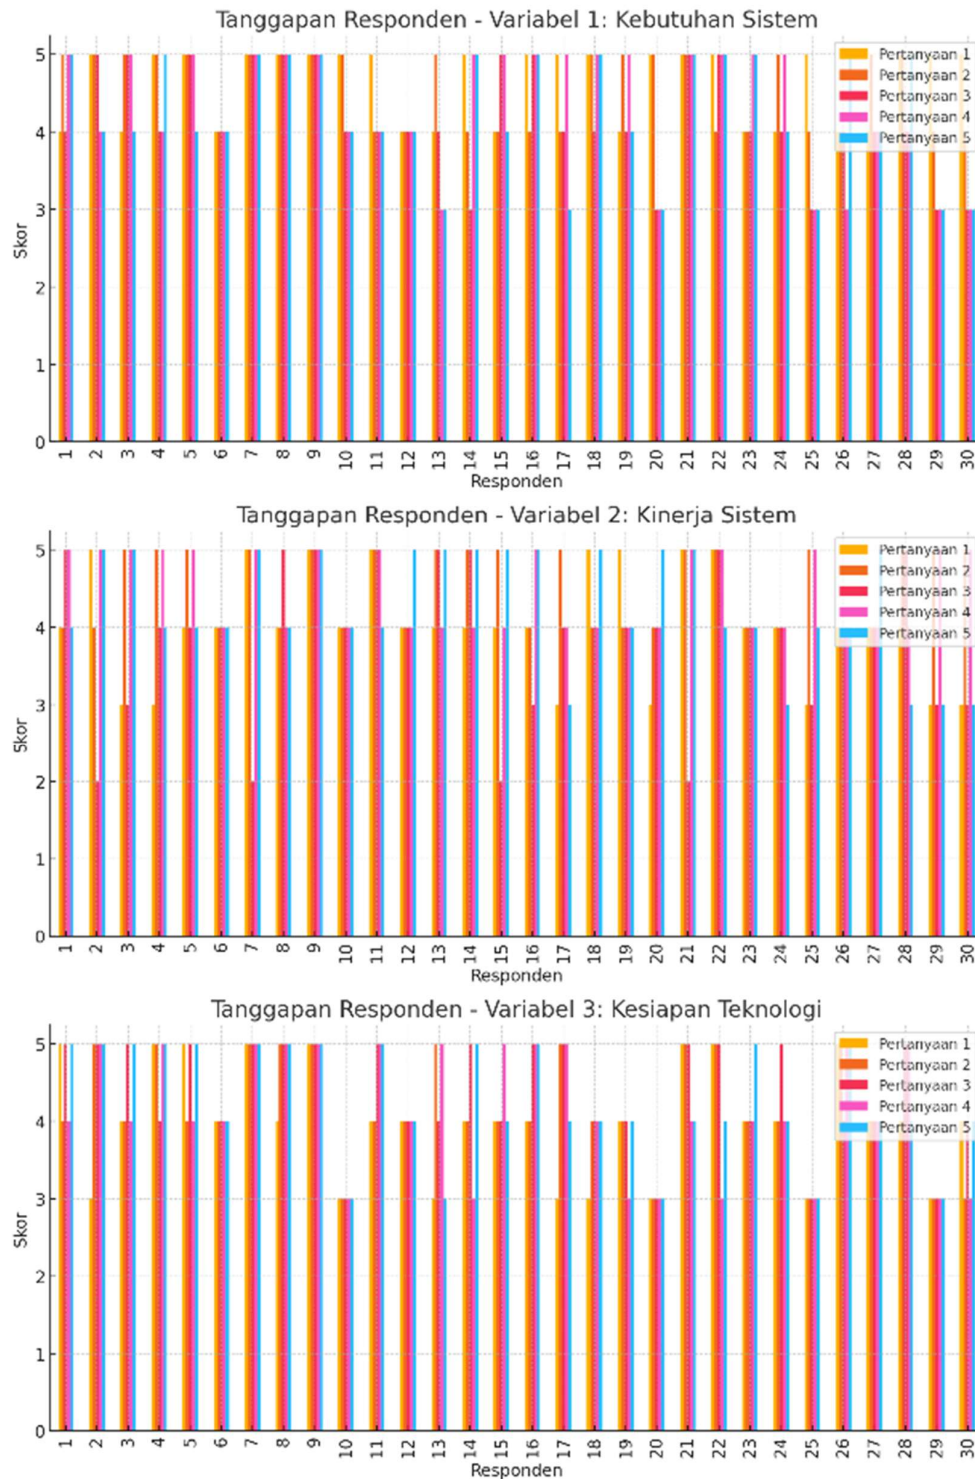 Tanggapan Responden - Variabel 1: Kebutuhan Sistem
5
4
3
2
1
0
Skor
Pertanyaan 1
Pertanyaan 2
Pertanyaan 3
Pertanyaan 4
Pertanyaan 5
1 2 3 4 5 6 7 8 9 10 11 12 13 14 15 16 17 18 19 20 21 22 23 24 25 26 27 28 29 30
Responden
Tanggapan Responden - Variabel 2: Kinerja Sistem
5
4
3
2
1
0
Skor
Pertanyaan 1
Pertanyaan 2
Pertanyaan 3
Pertanyaan 4
Pertanyaan 5
1 2 3 4 5 6 7 8 9 10 11 12 13 14 15 16 17 18 19 20 21 22 23 24 25 26 27 28 29 30
Responden
Tanggapan Responden - Variabel 3: Kesiapan Teknologi
5
4
3
2
1
0
Skor
Pertanyaan 1
Pertanyaan 2
Pertanyaan 3
Pertanyaan 4
Pertanyaan 5
1 2 3 4 5 6 7 8 9 10 11 12 13 14 15 16 17 18 19 20 21 22 23 24 25 26 27 28 29 30
Responden